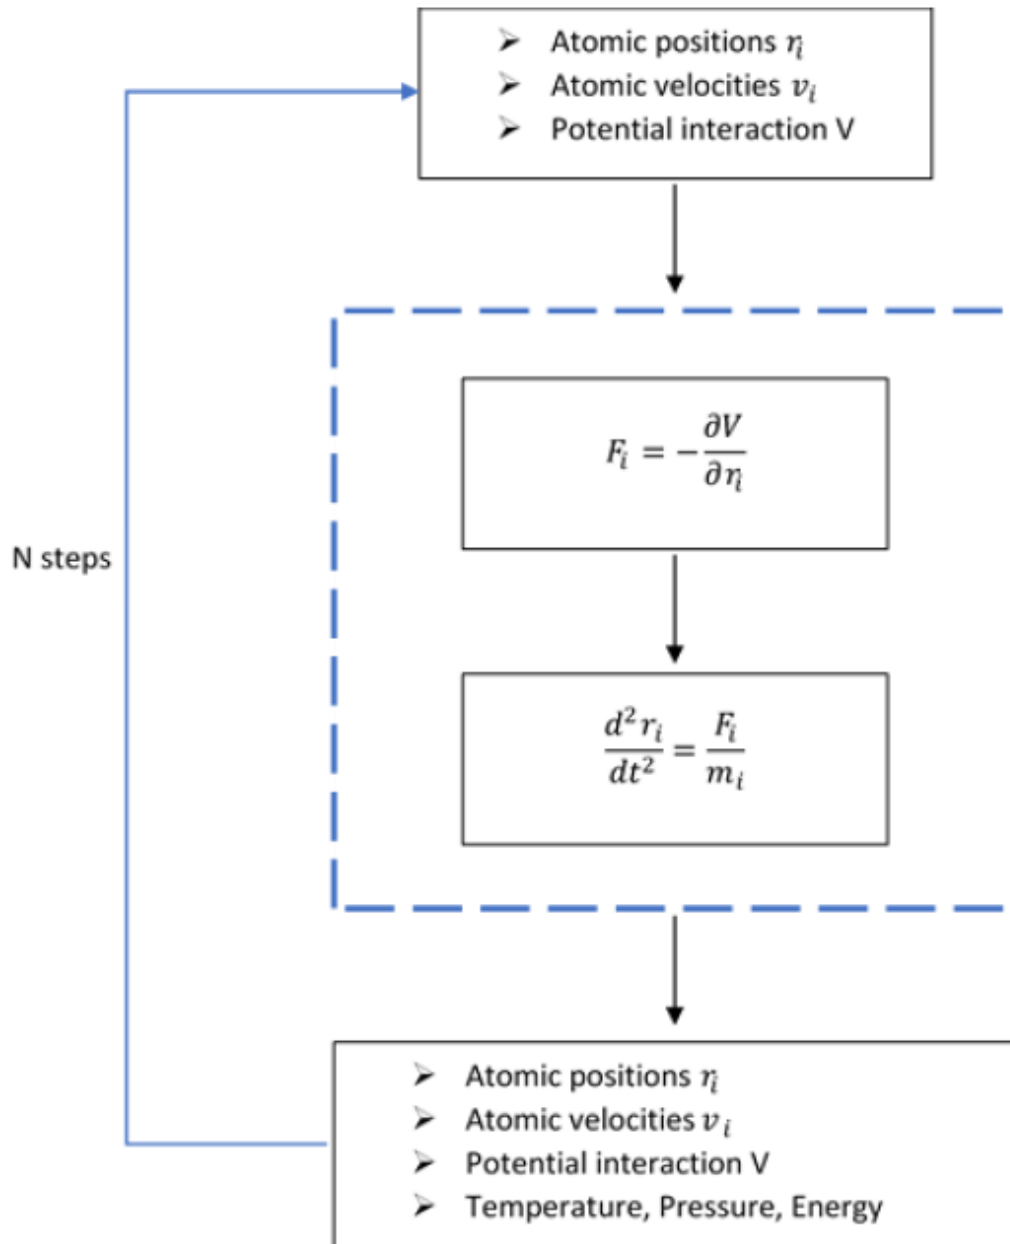 ➢ Atomic positions rᵢ
➢ Atomic velocities vᵢ
➢ Potential interaction V
Fᵢ = −∂V/∂rᵢ
N steps
d²rᵢ/dt² = Fᵢ/mᵢ
➢ Atomic positions rᵢ
➢ Atomic velocities vᵢ
➢ Potential interaction V
➢ Temperature, Pressure, Energy